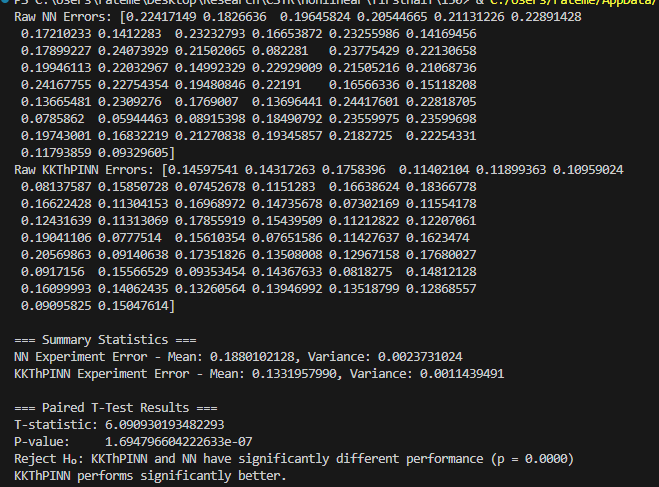 PS C:\Users\Fateme\Desktop\Research\CSTR\nonlinear\firsthalf\150> & C:/Users/Fateme/AppData/
Raw NN Errors: [0.22417149 0.1826636  0.19645824 0.20544665 0.21131226 0.22891428
 0.17210233 0.1412283  0.23232793 0.16653872 0.23255986 0.14169456
 0.17899227 0.24073929 0.21502065 0.082281   0.23775429 0.22130658
 0.19946113 0.22032967 0.14992329 0.22929009 0.21505216 0.21068736
 0.24167755 0.22754354 0.19480846 0.22191    0.16566336 0.15118208
 0.13665481 0.2309276  0.1769007  0.13696441 0.24417601 0.22818705
 0.0785862  0.05944463 0.08915398 0.18490792 0.23559975 0.23599698
 0.19743001 0.16832219 0.21270838 0.19345857 0.2182725  0.22254331
 0.11793859 0.09329605]
Raw KKThPINN Errors: [0.14597541 0.14317263 0.1758396  0.11402104 0.11899363 0.10959024
 0.08137587 0.15850728 0.07452678 0.1151283  0.16638624 0.18366778
 0.16622428 0.11304153 0.16968972 0.14735678 0.07302169 0.11554178
 0.12431639 0.11313069 0.17855919 0.15439509 0.11212822 0.12207061
 0.19041106 0.0777514  0.15610354 0.07651586 0.11427637 0.1623474
 0.20569863 0.09140638 0.17351826 0.13508008 0.12967158 0.17680027
 0.0917156  0.15566529 0.09353454 0.14367633 0.0818275  0.14812128
 0.16099993 0.14062435 0.13260564 0.13946992 0.13518799 0.12868557
 0.09095825 0.15047614]
=== Summary Statistics ===
NN Experiment Error - Mean: 0.1880102128, Variance: 0.0023731024
KKThPINN Experiment Error - Mean: 0.1331957990, Variance: 0.0011439491
=== Paired T-Test Results ===
T-statistic: 6.090930193482293
P-value:     1.694796604222633e-07
Reject H₀: KKThPINN and NN have significantly different performance (p = 0.0000)
KKThPINN performs significantly better.